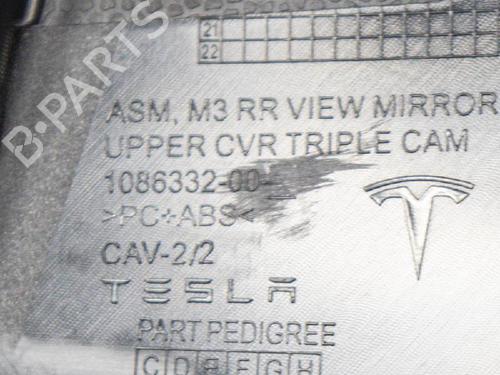 B-PARTS
21
22
ASM, M3 RR VIEW MIRROR
UPPER CVR TRIPLE CAM
1086332-00-
>PC+ABS<
CAV-2/2
TESLA
PART PEDIGREE
C D E F G H